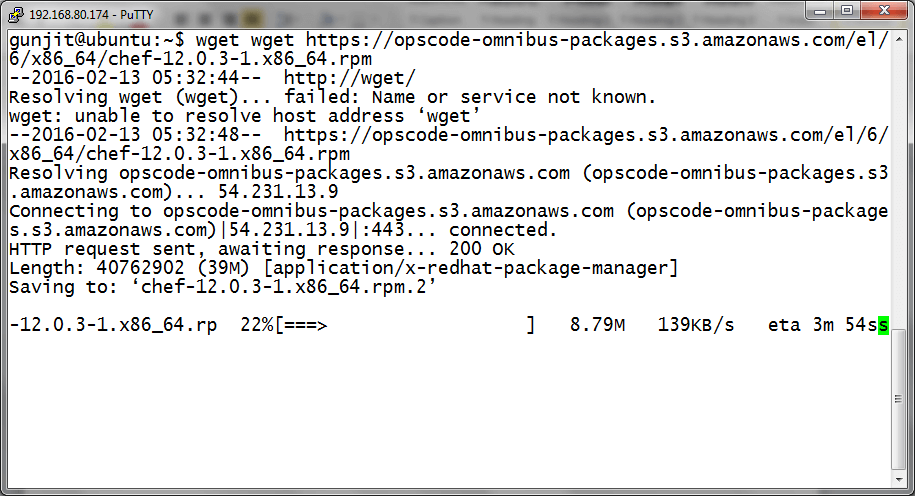 192.168.80.174 - PuTTY
gunjit@ubuntu:~$ wget wget https://opscode-omnibus-packages.s3.amazonaws.com/el/
6/x86_64/chef-12.0.3-1.x86_64.rpm
--2016-02-13 05:32:44--  http://wget/
Resolving wget (wget)... failed: Name or service not known.
wget: unable to resolve host address ‘wget’
--2016-02-13 05:32:48--  https://opscode-omnibus-packages.s3.amazonaws.com/el/6/
x86_64/chef-12.0.3-1.x86_64.rpm
Resolving opscode-omnibus-packages.s3.amazonaws.com (opscode-omnibus-packages.s3
.amazonaws.com)... 54.231.13.9
Connecting to opscode-omnibus-packages.s3.amazonaws.com (opscode-omnibus-package
s.s3.amazonaws.com)|54.231.13.9|:443... connected.
HTTP request sent, awaiting response... 200 OK
Length: 40762902 (39M) [application/x-redhat-package-manager]
Saving to: ‘chef-12.0.3-1.x86_64.rpm.2’
-12.0.3-1.x86_64.rp  22%[===>                  ]   8.79M   139KB/s   eta 3m 54ss